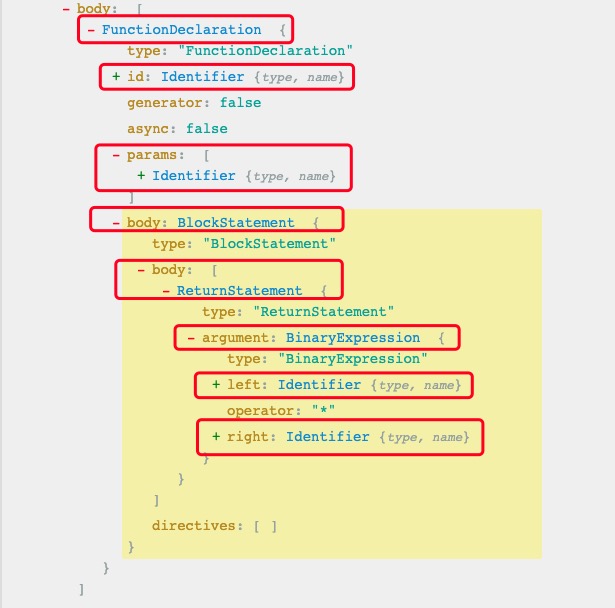 - body: [
- FunctionDeclaration {
type: "FunctionDeclaration"
+ id: Identifier {type, name}
generator: false
async: false
- params: [
+ Identifier {type, name}
]
- body: BlockStatement {
type: "BlockStatement"
- body: [
- ReturnStatement {
type: "ReturnStatement"
- argument: BinaryExpression {
type: "BinaryExpression"
+ left: Identifier {type, name}
operator: "*"
+ right: Identifier {type, name}
}
}
]
directives: [ ]
}
}
]